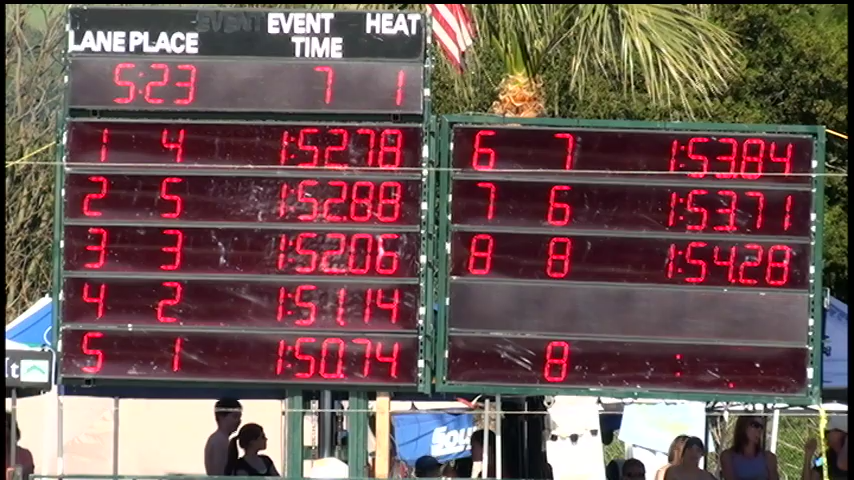 EVENT EVENT HEAT
LANE PLACE TIME
5:23 7 1
1 4 1:52.78
2 5 1:52.88
3 3 1:52.06
4 2 1:51.14
5 1 1:50.74
6 7 1:53.84
7 6 1:53.71
8 8 1:54.28
8 : .